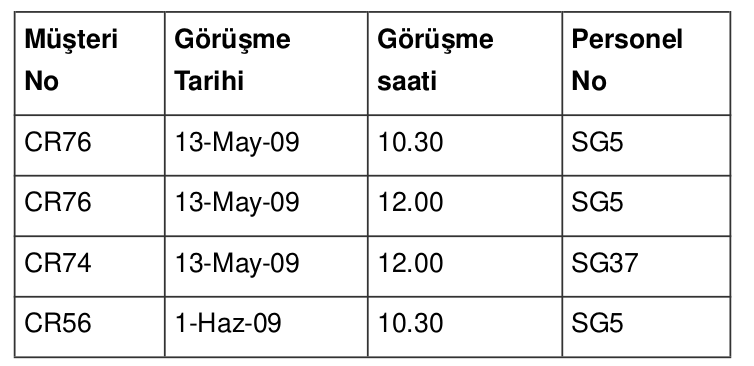 Müşteri No Görüşme Tarihi Görüşme saati Personel No
CR76 13-May-09 10.30 SG5
CR76 13-May-09 12.00 SG5
CR74 13-May-09 12.00 SG37
CR56 1-Haz-09 10.30 SG5